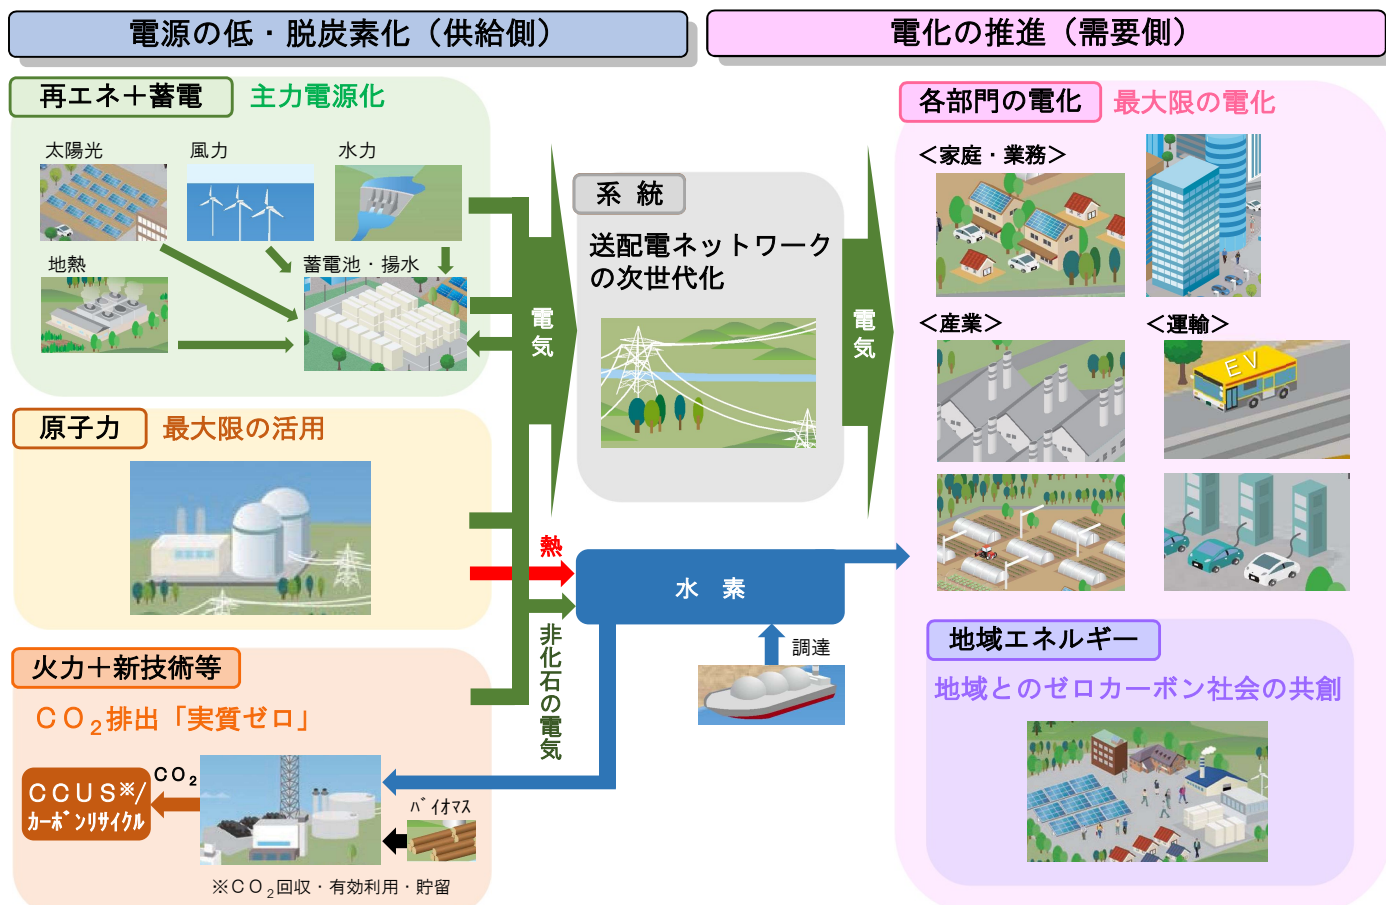 電源の低・脱炭素化（供給側）
電化の推進（需要側）
再エネ＋蓄電
主力電源化
太陽光
風力
水力
地熱
蓄電池・揚水
原子力
最大限の活用
火力＋新技術等
ＣＯ₂排出「実質ゼロ」
ＣＯ₂
ＣＣＵＳ※/
ｶｰﾎﾞﾝﾘｻｲｸﾙ
ﾊﾞｲｵﾏｽ
※ＣＯ₂回収・有効利用・貯留
電気
系 統
送配電ネットワーク
の次世代化
電気
熱
水 素
非化石の電気
調達
各部門の電化
最大限の電化
＜家庭・業務＞
＜産業＞
＜運輸＞
ＥＶ
地域エネルギー
地域とのゼロカーボン社会の共創